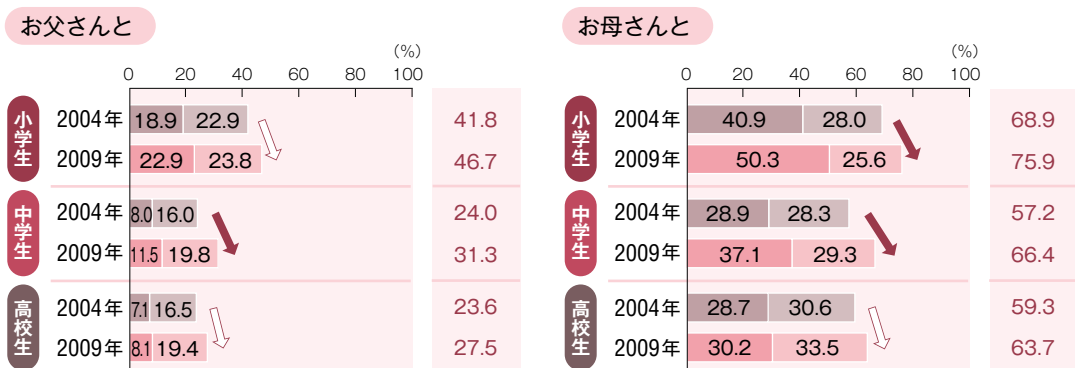 お父さんと
(%)
0 20 40 60 80 100
小学生
2004年 18.9 22.9 41.8
2009年 22.9 23.8 46.7
中学生
2004年 8.0 16.0 24.0
2009年 11.5 19.8 31.3
高校生
2004年 7.1 16.5 23.6
2009年 8.1 19.4 27.5
お母さんと
(%)
0 20 40 60 80 100
小学生
2004年 40.9 28.0 68.9
2009年 50.3 25.6 75.9
中学生
2004年 28.9 28.3 57.2
2009年 37.1 29.3 66.4
高校生
2004年 28.7 30.6 59.3
2009年 30.2 33.5 63.7